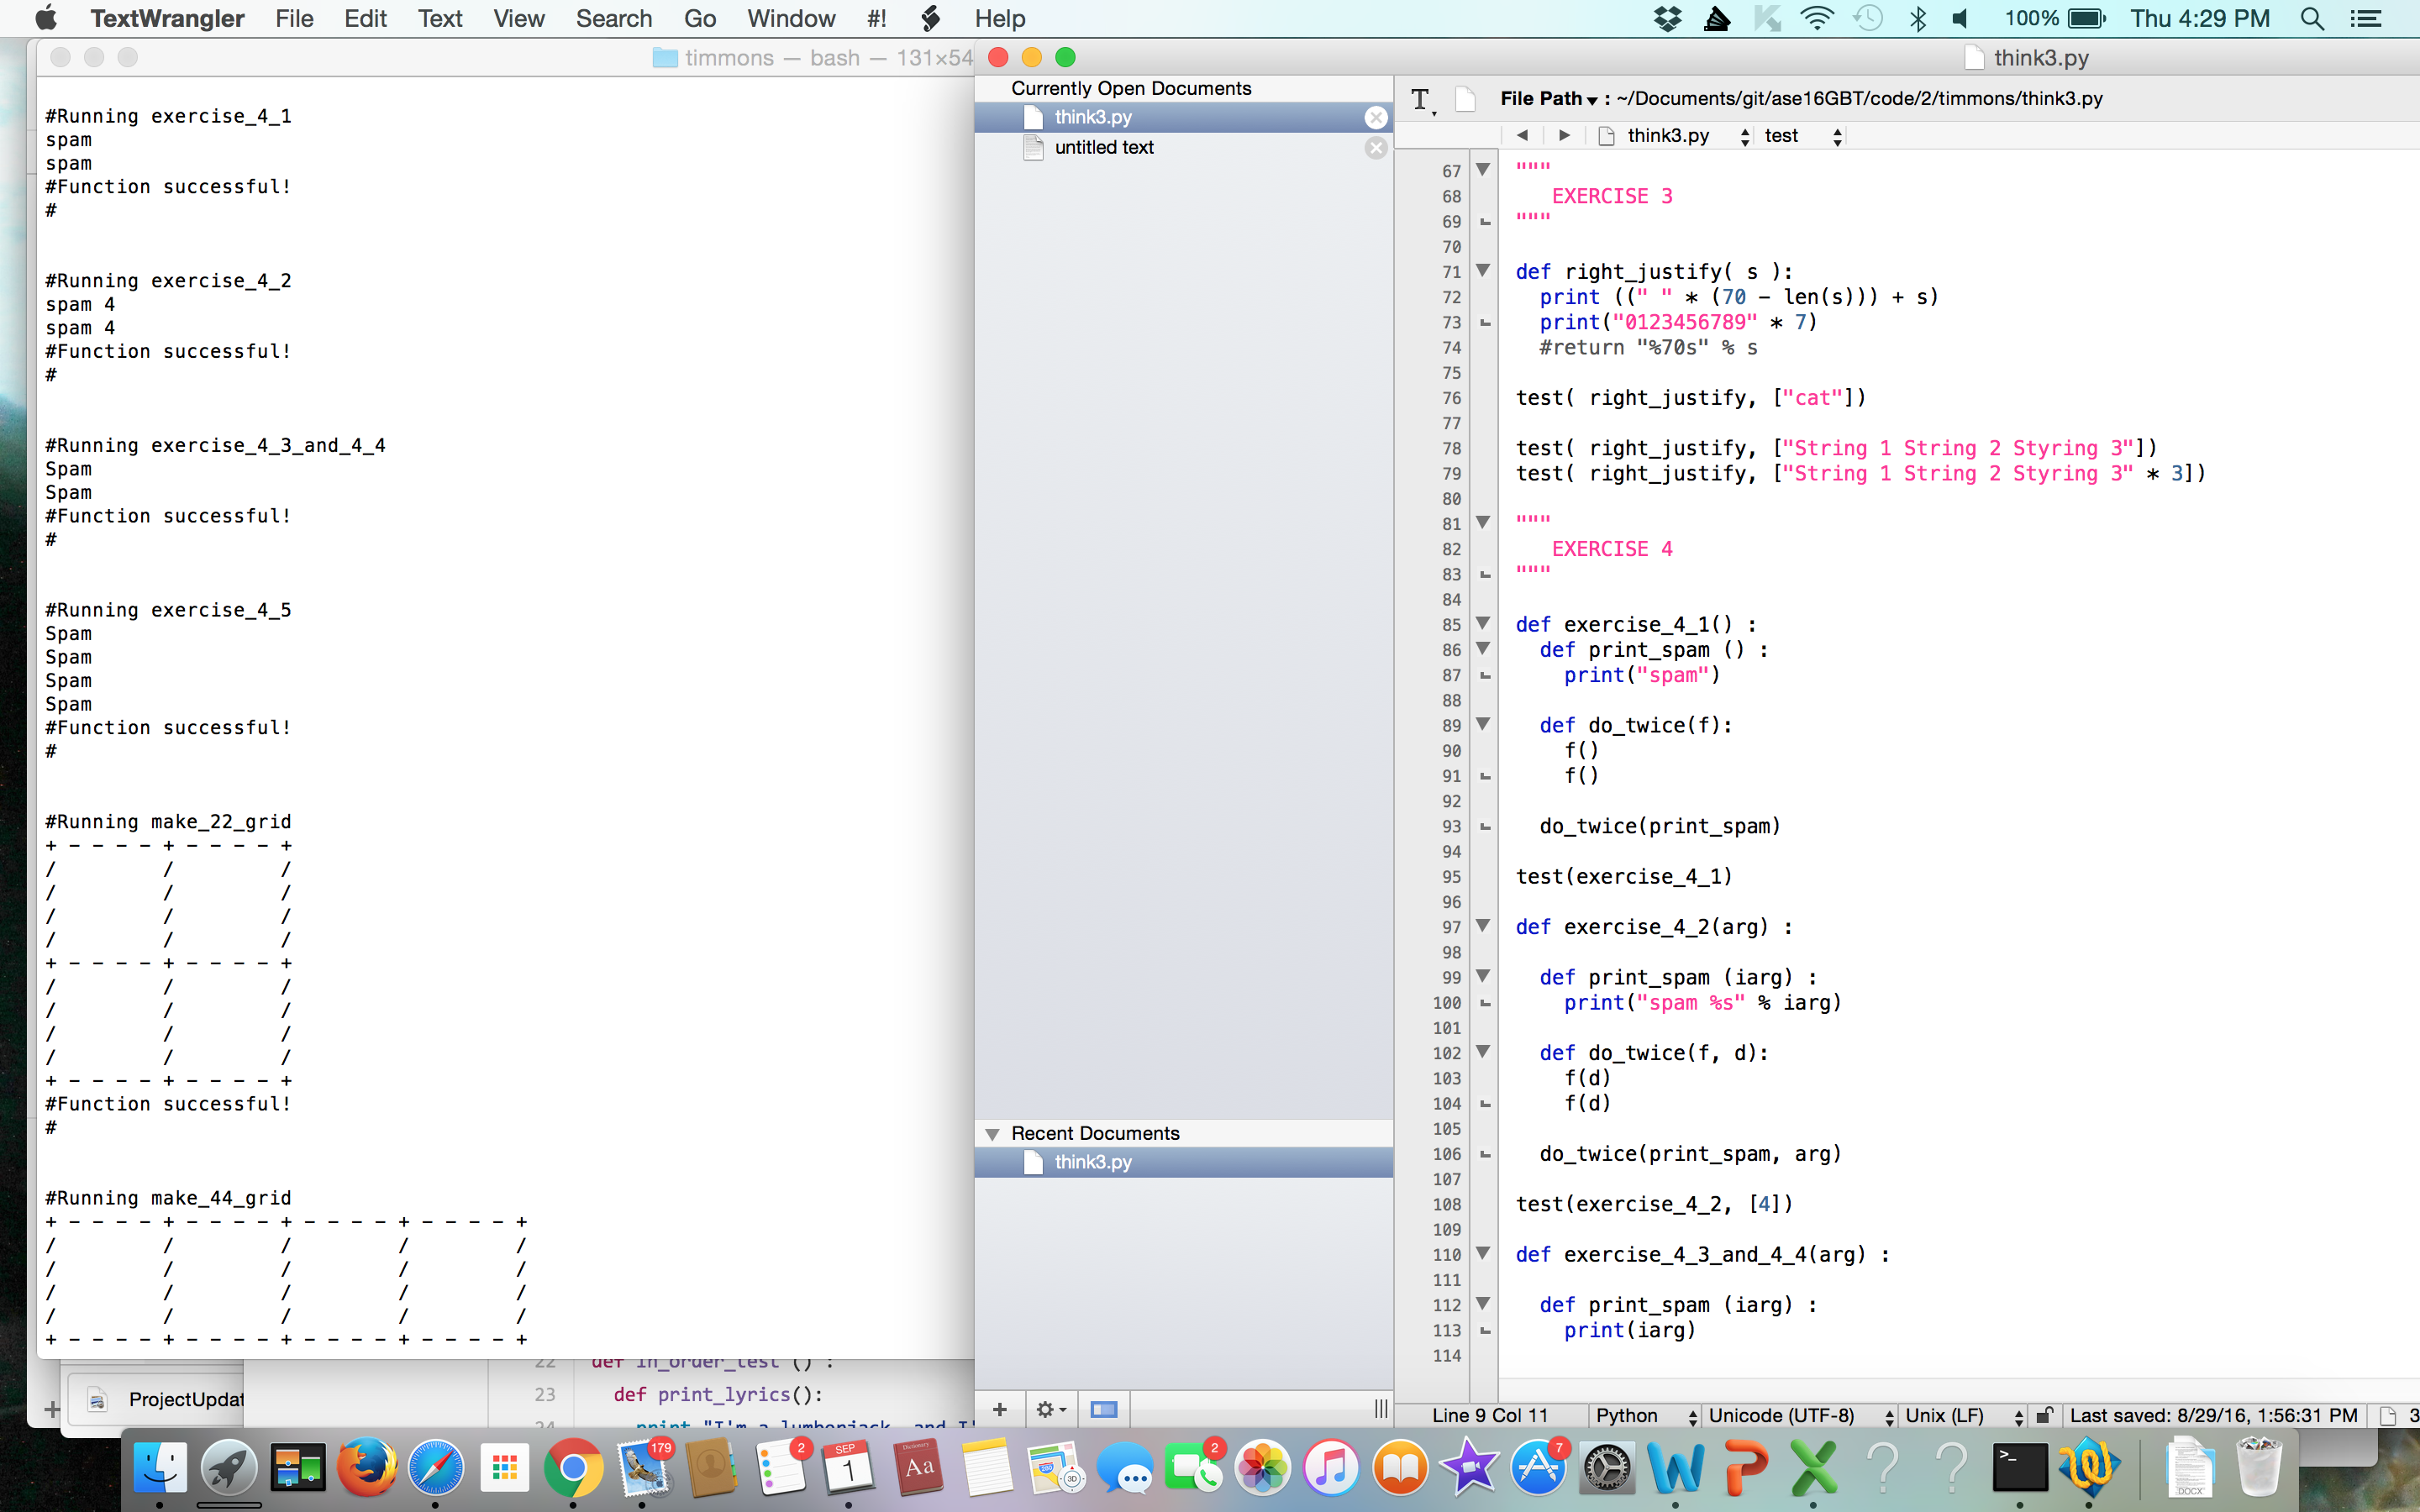 TextWrangler File Edit Text View Search Go Window #! Help 100% Thu 4:29 PM
timmons — bash — 131×54
#Running exercise_4_1
spam
spam
#Function successful!
#
#Running exercise_4_2
spam 4
spam 4
#Function successful!
#
#Running exercise_4_3_and_4_4
Spam
Spam
#Function successful!
#
#Running exercise_4_5
Spam
Spam
Spam
Spam
#Function successful!
#
#Running make_22_grid
+ - - - - + - - - - +
/         /         /
/         /         /
/         /         /
/         /         /
+ - - - - + - - - - +
/         /         /
/         /         /
/         /         /
/         /         /
+ - - - - + - - - - +
#Function successful!
#
#Running make_44_grid
+ - - - - + - - - - + - - - - + - - - - +
/         /         /         /         /
/         /         /         /         /
/         /         /         /         /
/         /         /         /         /
+ - - - - + - - - - + - - - - + - - - - +
ProjectUpdat
22 def in_order_test () :
23 def print_lyrics():
24 print "I'm a lumberjack, and I'
think3.py
Currently Open Documents
think3.py
untitled text
Recent Documents
think3.py
File Path : ~/Documents/git/ase16GBT/code/2/timmons/think3.py
think3.py test
67 """
68    EXERCISE 3
69 """
70
71 def right_justify( s ):
72   print ((" " * (70 - len(s))) + s)
73   print("0123456789" * 7)
74   #return "%70s" % s
75
76 test( right_justify, ["cat"])
77
78 test( right_justify, ["String 1 String 2 Styring 3"])
79 test( right_justify, ["String 1 String 2 Styring 3" * 3])
80
81 """
82    EXERCISE 4
83 """
84
85 def exercise_4_1() :
86   def print_spam () :
87     print("spam")
88
89   def do_twice(f):
90     f()
91     f()
92
93   do_twice(print_spam)
94
95 test(exercise_4_1)
96
97 def exercise_4_2(arg) :
98
99   def print_spam (iarg) :
100     print("spam %s" % iarg)
101
102   def do_twice(f, d):
103     f(d)
104     f(d)
105
106   do_twice(print_spam, arg)
107
108 test(exercise_4_2, [4])
109
110 def exercise_4_3_and_4_4(arg) :
111
112   def print_spam (iarg) :
113     print(iarg)
114
Line 9 Col 11 Python Unicode (UTF-8) Unix (LF) Last saved: 8/29/16, 1:56:31 PM 3
179 2 SEP 1 Dictionary Aa 3D 2 7 >_ DOCX